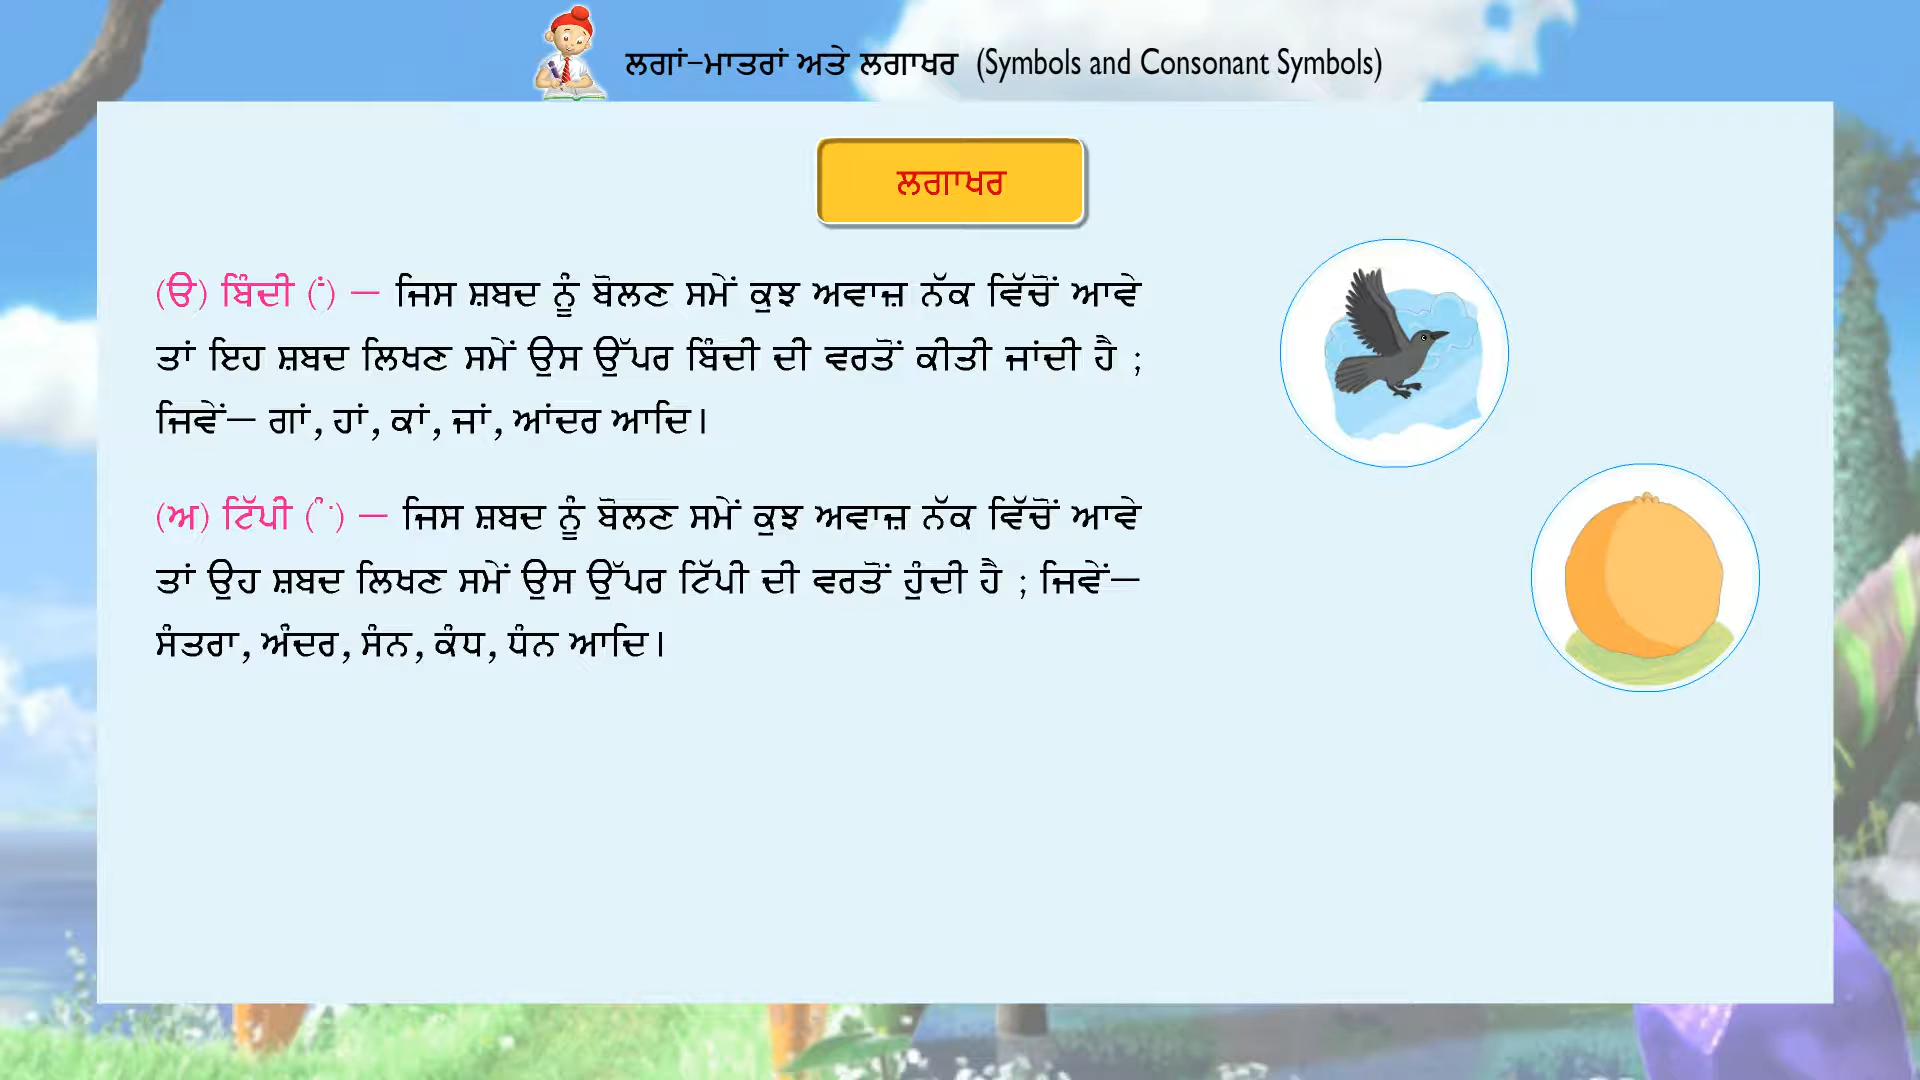 ਲਗਾਂ-ਮਾਤਰਾਂ ਅਤੇ ਲਗਾਖਰ (Symbols and Consonant Symbols)
ਲਗਾਖਰ
(ੳ) ਬਿੰਦੀ (ਂ) — ਜਿਸ ਸ਼ਬਦ ਨੂੰ ਬੋਲਣ ਸਮੇਂ ਕੁਝ ਅਵਾਜ਼ ਨੱਕ ਵਿੱਚੋਂ ਆਵੇ
ਤਾਂ ਇਹ ਸ਼ਬਦ ਲਿਖਣ ਸਮੇਂ ਉਸ ਉੱਪਰ ਬਿੰਦੀ ਦੀ ਵਰਤੋਂ ਕੀਤੀ ਜਾਂਦੀ ਹੈ ;
ਜਿਵੇਂ— ਗਾਂ, ਹਾਂ, ਕਾਂ, ਜਾਂ, ਆਂਦਰ ਆਦਿ।
(ਅ) ਟਿੱਪੀ (ੰ) — ਜਿਸ ਸ਼ਬਦ ਨੂੰ ਬੋਲਣ ਸਮੇਂ ਕੁਝ ਅਵਾਜ਼ ਨੱਕ ਵਿੱਚੋਂ ਆਵੇ
ਤਾਂ ਉਹ ਸ਼ਬਦ ਲਿਖਣ ਸਮੇਂ ਉਸ ਉੱਪਰ ਟਿੱਪੀ ਦੀ ਵਰਤੋਂ ਹੁੰਦੀ ਹੈ ; ਜਿਵੇਂ—
ਸੰਤਰਾ, ਅੰਦਰ, ਸੰਨ, ਕੰਧ, ਧੰਨ ਆਦਿ।